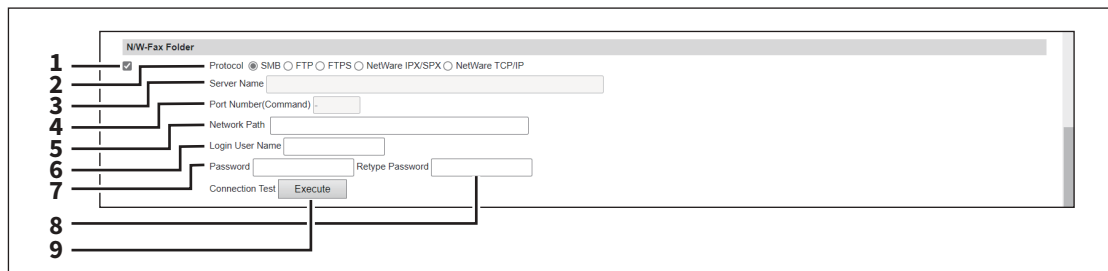 N/W-Fax Folder
1
2 Protocol SMB FTP FTPS NetWare IPX/SPX NetWare TCP/IP
3 Server Name
4 Port Number(Command) -
5 Network Path
6 Login User Name
7 Password Retype Password
Connection Test Execute
8
9